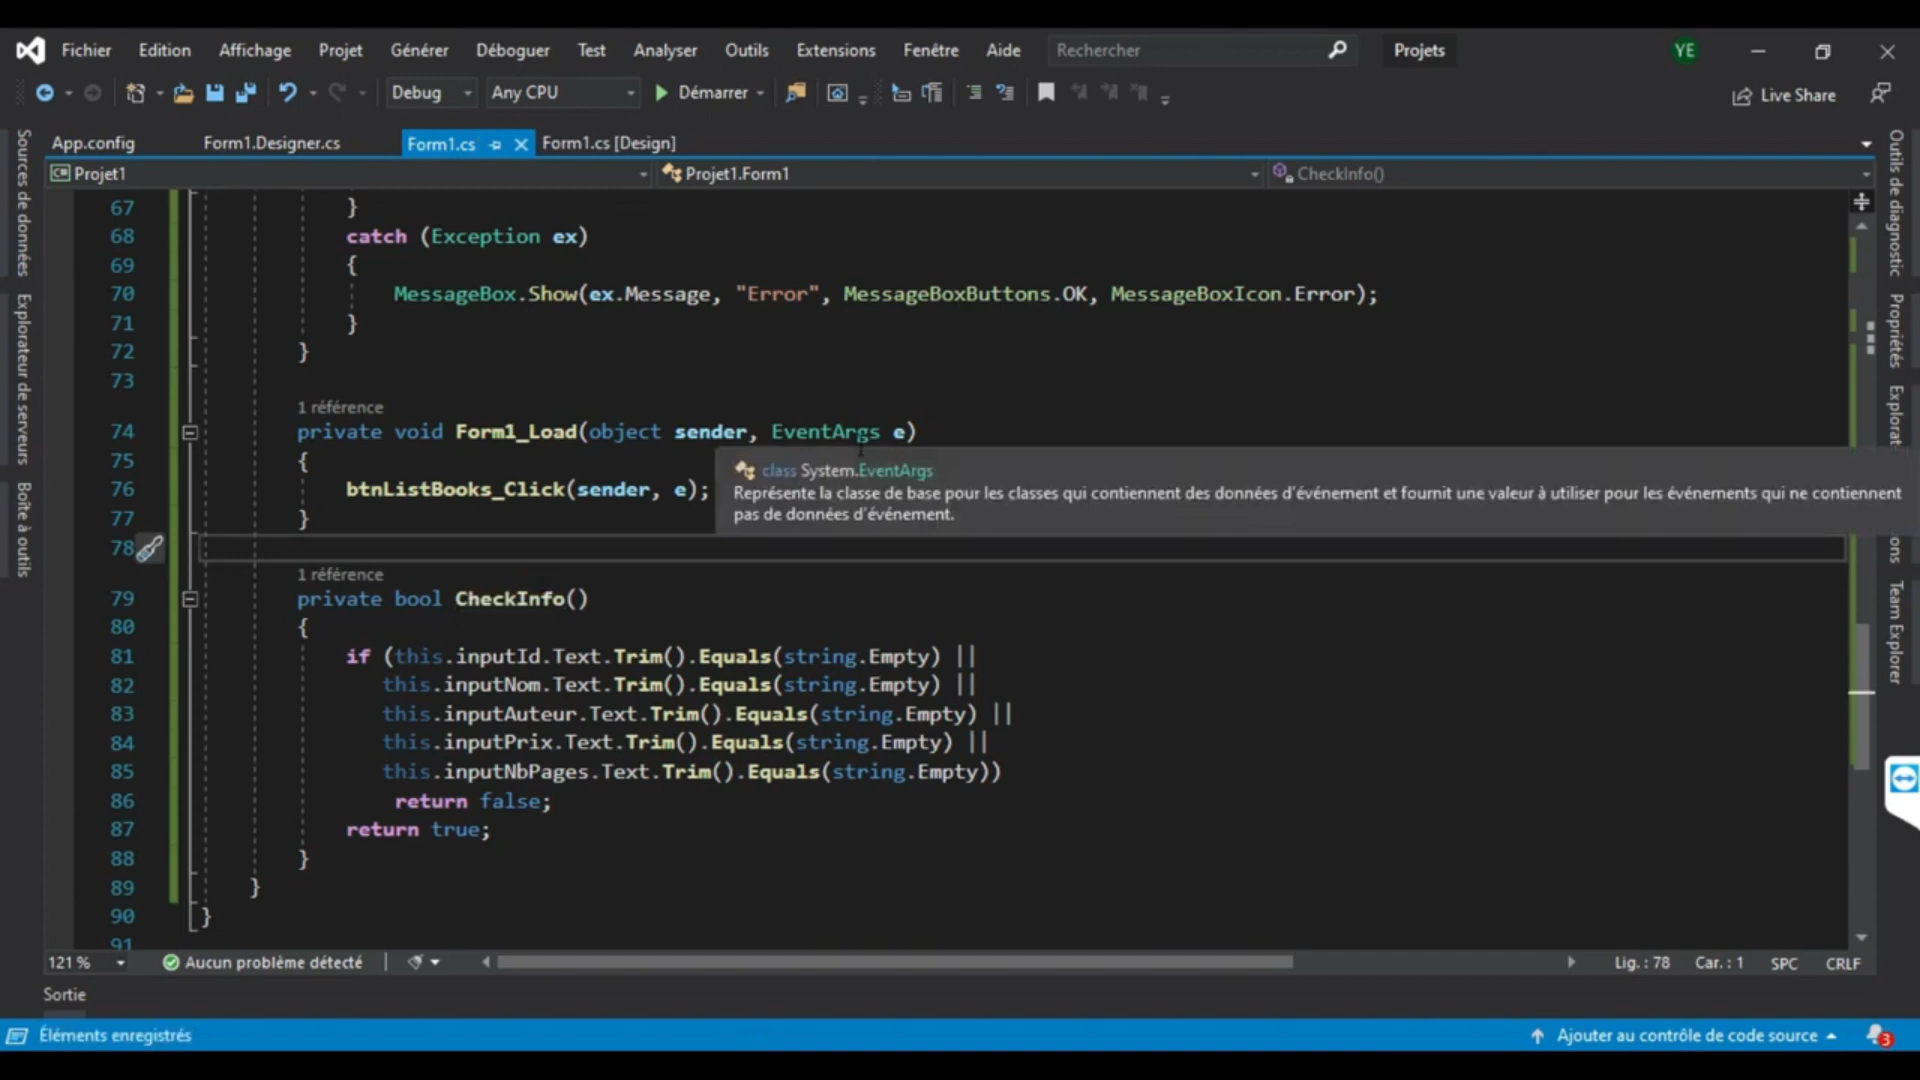 Fichier Edition Affichage Projet Générer Déboguer Test Analyser Outils Extensions Fenêtre Aide Rechercher Projets YE
Debug Any CPU Démarrer Live Share
App.config Form1.Designer.cs Form1.cs Form1.cs [Design]
C# Projet1 Projet1.Form1 CheckInfo()
Sources de données
Explorateur de serveurs
Boîte à outils
67 }
68 catch (Exception ex)
69 {
70 MessageBox.Show(ex.Message, "Error", MessageBoxButtons.OK, MessageBoxIcon.Error);
71 }
72 }
73
1 référence
74 private void Form1_Load(object sender, EventArgs e)
75 {
76 btnListBooks_Click(sender, e);
77 }
class System.EventArgs
Représente la classe de base pour les classes qui contiennent des données d'événement et fournit une valeur à utiliser pour les événements qui ne contiennent
pas de données d'événement.
78
1 référence
79 private bool CheckInfo()
80 {
81 if (this.inputId.Text.Trim().Equals(string.Empty) ||
82 this.inputNom.Text.Trim().Equals(string.Empty) ||
83 this.inputAuteur.Text.Trim().Equals(string.Empty) ||
84 this.inputPrix.Text.Trim().Equals(string.Empty) ||
85 this.inputNbPages.Text.Trim().Equals(string.Empty))
86 return false;
87 return true;
88 }
89 }
90 }
91
Outils de diagnostic
Propriétés
Explorat
ons
Team Explorer
121 % Aucun problème détecté Lig. : 78 Car. : 1 SPC CRLF
Sortie
Éléments enregistrés Ajouter au contrôle de code source 3